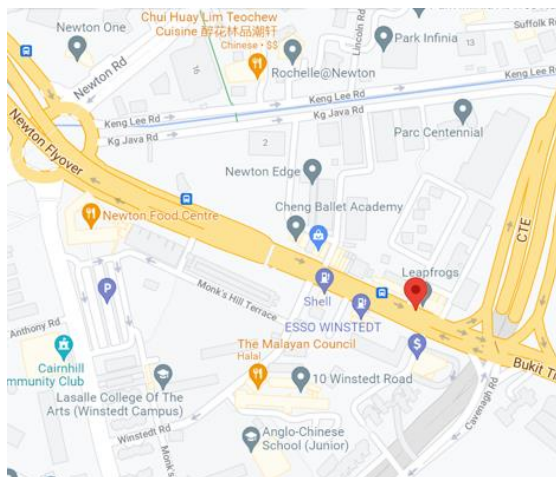 Newton One
Chui Huay Lim Teochew
Cuisine 醉花林品潮轩
Chinese • $$
Newton Rd
16
Rochelle@Newton
Lincoln Rd
Park Infinia
Suffolk R
Keng Lee Rd
Keng Lee Rd
Kg Java Rd
Kg Java Rd
Newton Flyover
2
Parc Centennial
Newton Edge
Cheng Ballet Academy
Newton Food Centre
CTE
Leapfrogs
P
Shell
Monk's Hill Terrace
ESSO WINSTEDT
$
Anthony Rd
The Malayan Council
Halal
Bukit Ti
Cairnhill
mmunity Club
10 Winstedt Road
Lasalle College Of The
Arts (Winstedt Campus)
Cavenagh Rd
Winstedt Rd
Monk's
Anglo-Chinese
School (Junior)